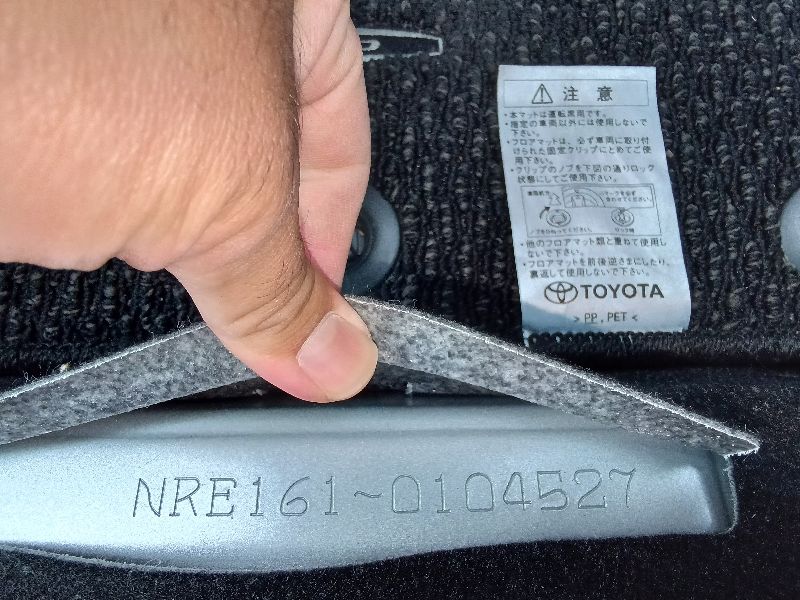 注意
・本マットは運転席用です。
・指定の車両以外には使用しないで
下さい。
・フロアマットは、必ず車両に取り付
けられた固定クリップにとめてご使
用下さい。
・クリップのノブを下図の通りロック
状態にしてご使用下さい。
・他のフロアマット類と重ねて使用し
ないで下さい。
・フロアマットを前後逆さまにしたり、
裏返して使用しないで下さい。
TOYOTA
>PP,PET<
NRE161~0104527